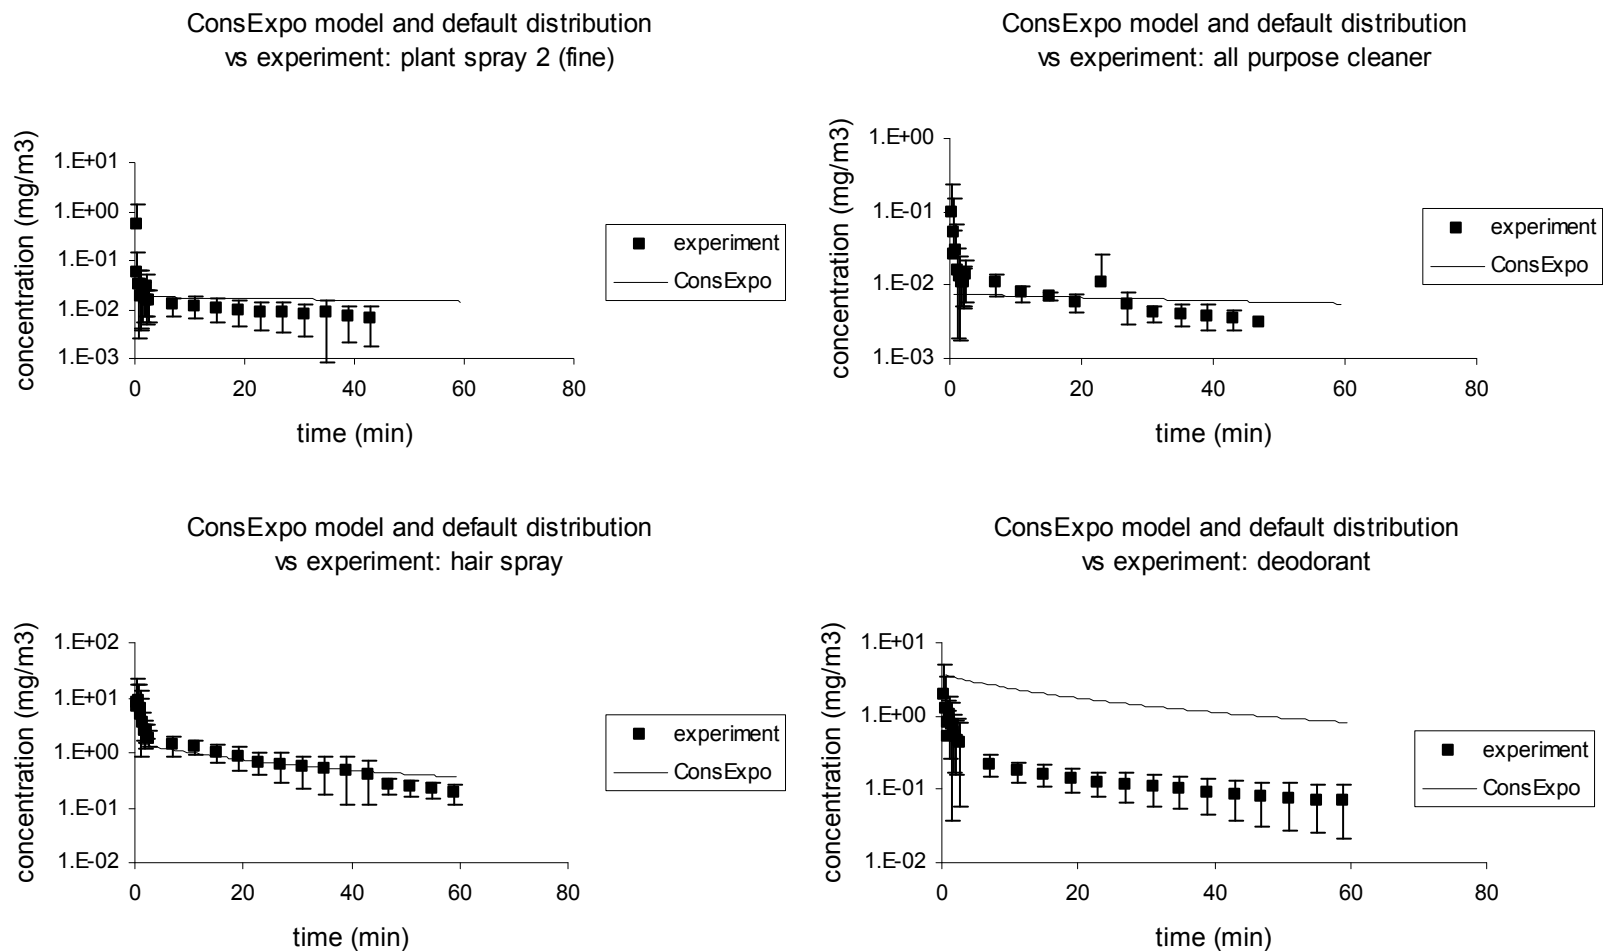 ConsExpo model and default distribution
vs experiment: plant spray 2 (fine)
concentration (mg/m3)
1.E+01
1.E+00
1.E-01
1.E-02
1.E-03
0 20 40 60 80
time (min)
experiment
ConsExpo
ConsExpo model and default distribution
vs experiment: all purpose cleaner
concentration (mg/m3)
1.E+00
1.E-01
1.E-02
1.E-03
0 20 40 60 80
time (min)
experiment
ConsExpo
ConsExpo model and default distribution
vs experiment: hair spray
concentration (mg/m3)
1.E+02
1.E+01
1.E+00
1.E-01
1.E-02
0 20 40 60 80
time (min)
experiment
ConsExpo
ConsExpo model and default distribution
vs experiment: deodorant
concentration (mg/m3)
1.E+01
1.E+00
1.E-01
1.E-02
0 20 40 60 80
time (min)
experiment
ConsExpo